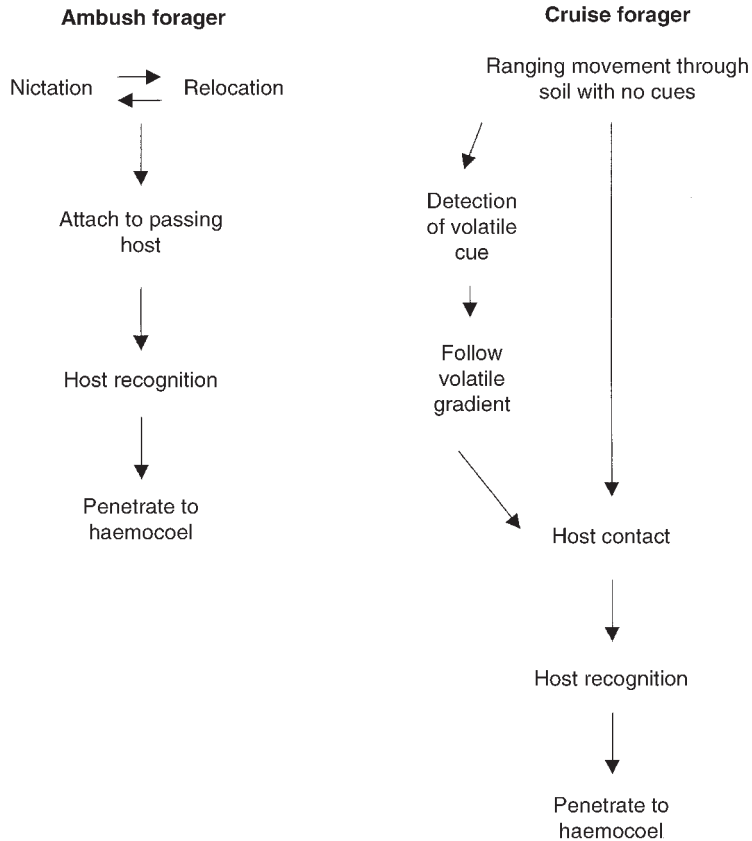 Ambush forager
Nictation
Relocation
Attach to passing
host
Host recognition
Penetrate to
haemocoel
Cruise forager
Ranging movement through
soil with no cues
Detection
of volatile
cue
Follow
volatile
gradient
Host contact
Host recognition
Penetrate to
haemocoel